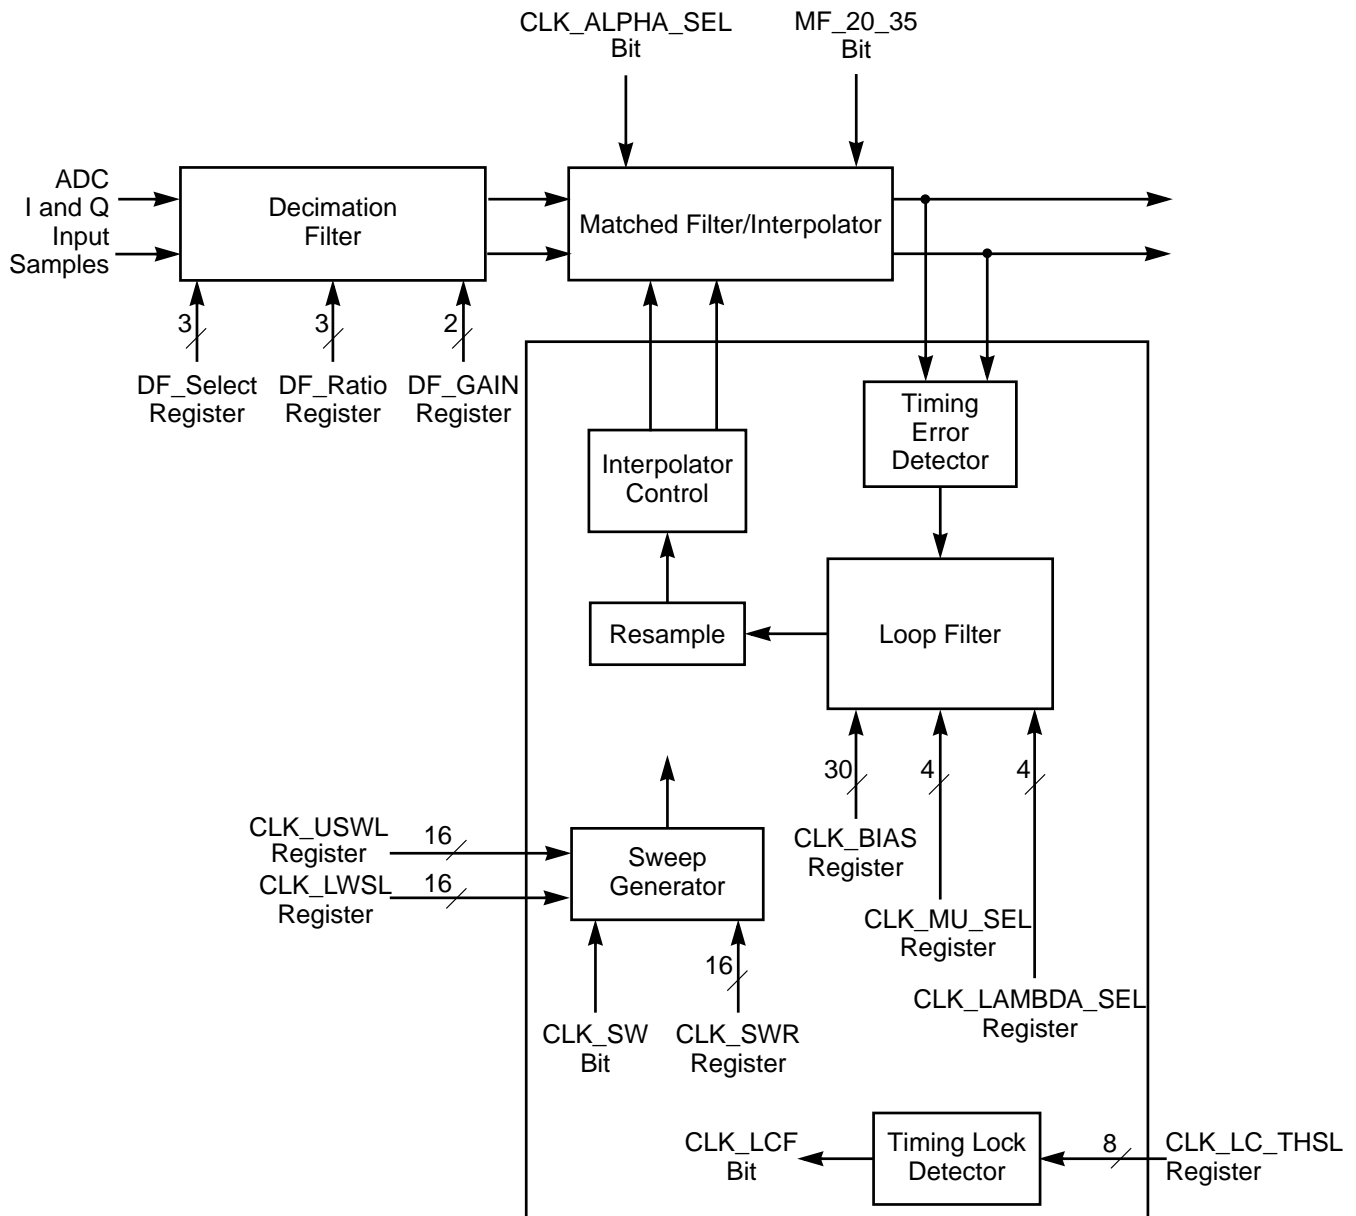 CLK_ALPHA_SEL
Bit
MF_20_35
Bit
ADC
I and Q
Input
Samples
Decimation
Filter
Matched Filter/Interpolator
3
3
2
DF_Select
Register
DF_Ratio
Register
DF_GAIN
Register
Timing
Error
Detector
Interpolator
Control
Resample
Loop Filter
30
4
4
CLK_USWL
Register
16
CLK_LWSL
Register
16
Sweep
Generator
CLK_BIAS
Register
CLK_MU_SEL
Register
16
CLK_LAMBDA_SEL
Register
CLK_SW
Bit
CLK_SWR
Register
CLK_LCF
Bit
Timing Lock
Detector
8
CLK_LC_THSL
Register